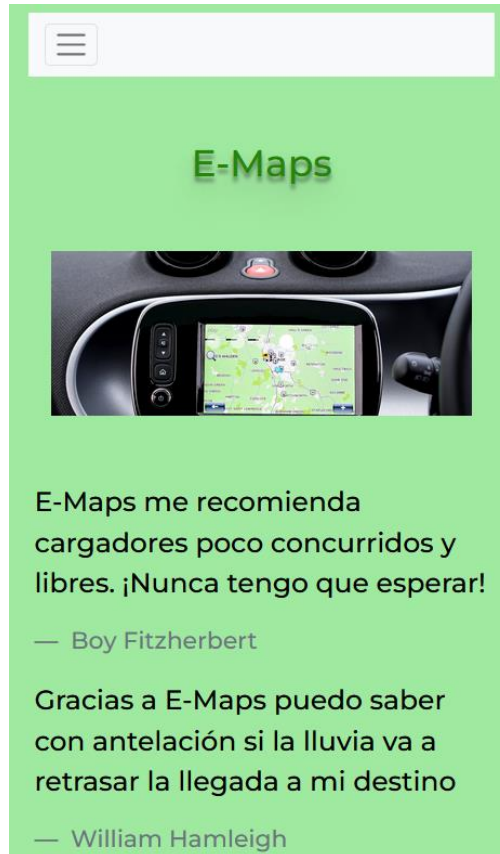 E-Maps
E-Maps me recomienda
cargadores poco concurridos y
libres. ¡Nunca tengo que esperar!
— Boy Fitzherbert
Gracias a E-Maps puedo saber
con antelación si la lluvia va a
retrasar la llegada a mi destino
— William Hamleigh